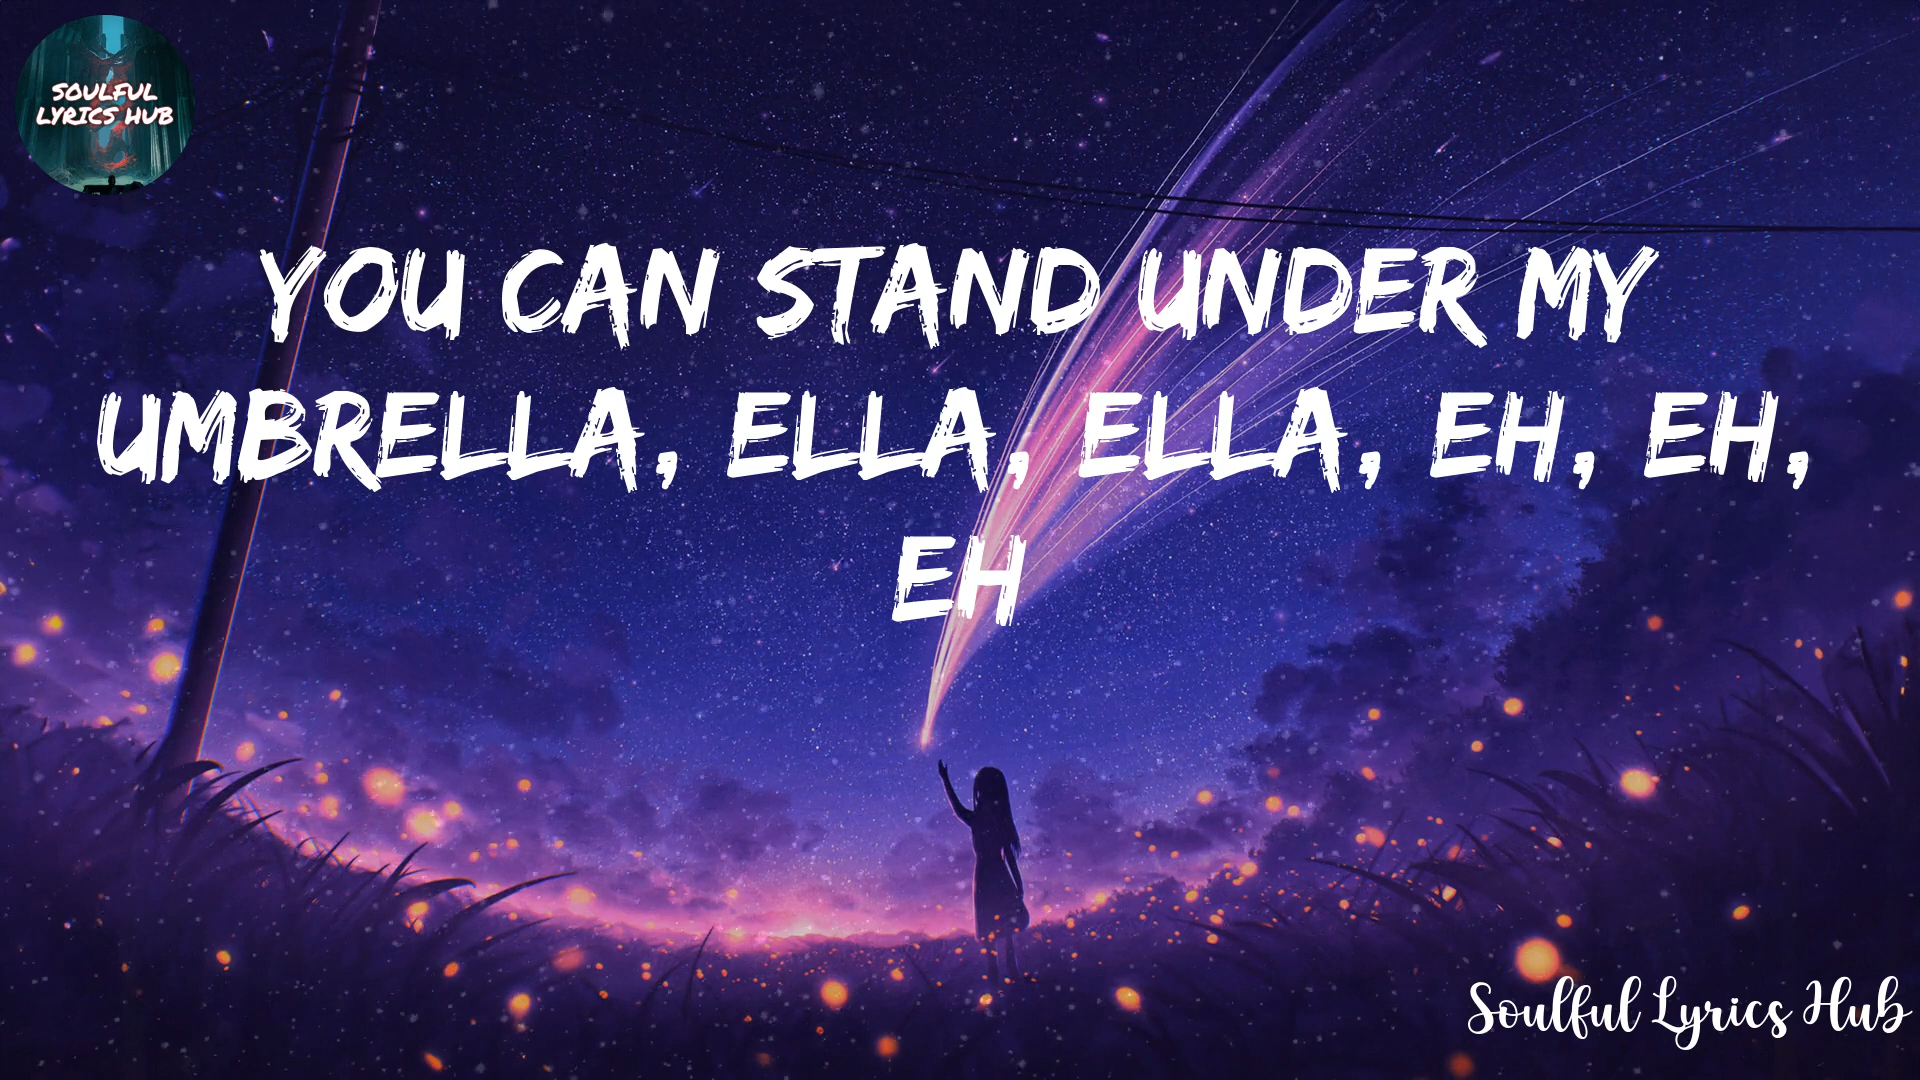 SOULFUL
LYRICS HUB
YOU CAN STAND UNDER MY
UMBRELLA, ELLA, ELLA, EH, EH,
EH
Soulful Lyrics Hub